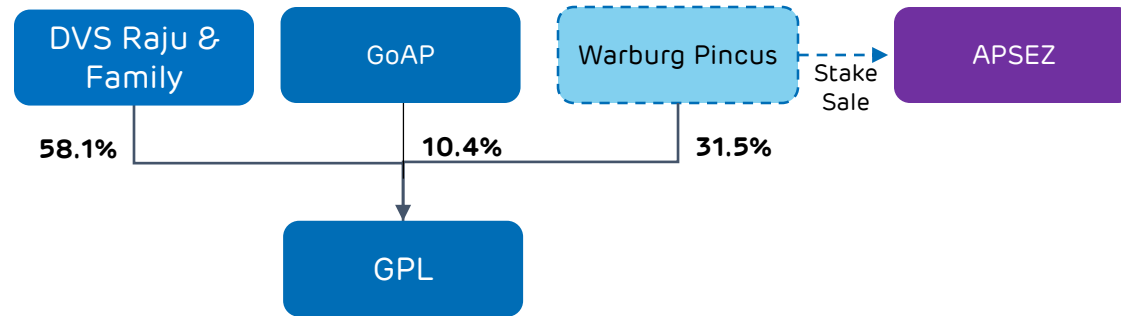 DVS Raju &
Family
GoAP
Warburg Pincus
Stake
Sale
APSEZ
58.1%
10.4%
31.5%
GPL